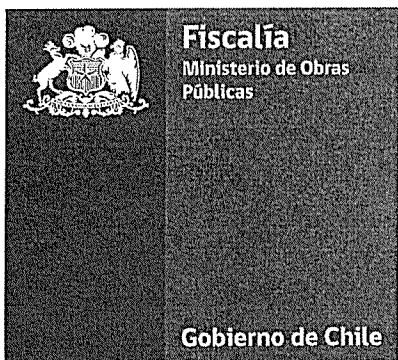 Fiscalía
Ministerio de Obras
Públicas
Gobierno de Chile